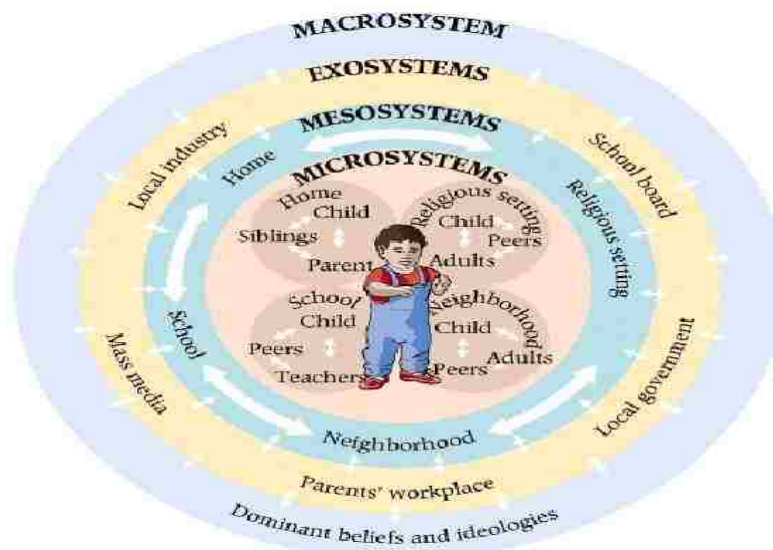 MACROSYSTEM
EXOSYSTEMS
MESOSYSTEMS
MICROSYSTEMS
Local industry
Home
School board
Religious setting
School
Mass media
Neighborhood
Local government
Parents' workplace
Dominant beliefs and ideologies
Home
Child
Siblings
Parent
Religious setting
Child
Peers
Adults
School
Child
Peers
Teachers
Neighborhood
Child
Adults
Peers